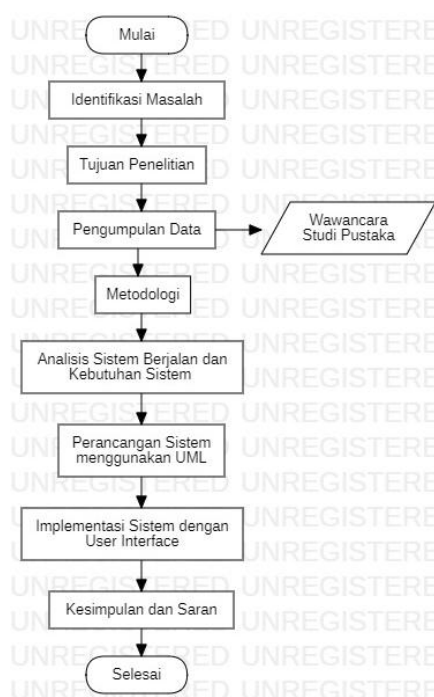 Mulai
Identifikasi Masalah
Tujuan Penelitian
Pengumpulan Data
Wawancara
Studi Pustaka
Metodologi
Analisis Sistem Berjalan dan
Kebutuhan Sistem
Perancangan Sistem
menggunakan UML
Implementasi Sistem dengan
User Interface
Kesimpulan dan Saran
Selesai